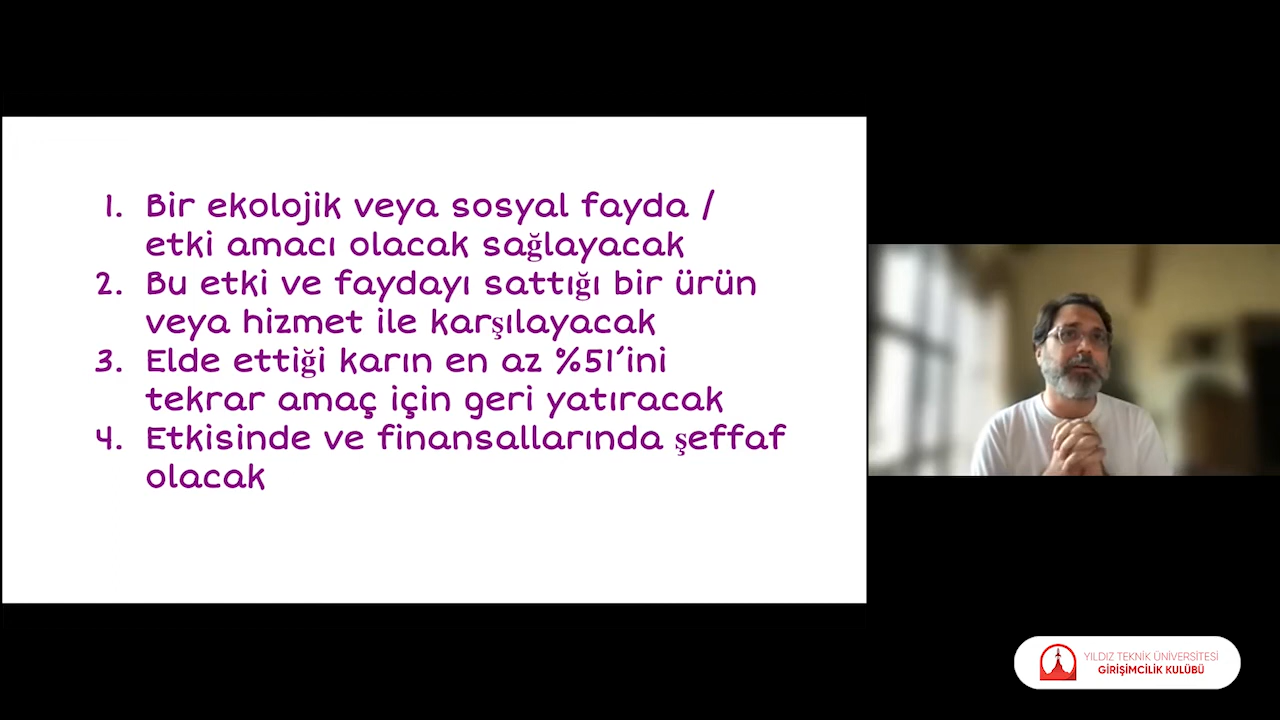 1. Bir ekolojik veya sosyal fayda /
etki amacı olacak sağlayacak
2. Bu etki ve faydayı sattığı bir ürün
veya hizmet ile karşılayacak
3. Elde ettiği karın en az %51´ini
tekrar amaç için geri yatıracak
4. Etkisinde ve finansallarında şeffaf
olacak
YILDIZ TEKNİK ÜNİVERSİTESİ
GİRİŞİMCİLİK KULÜBÜ